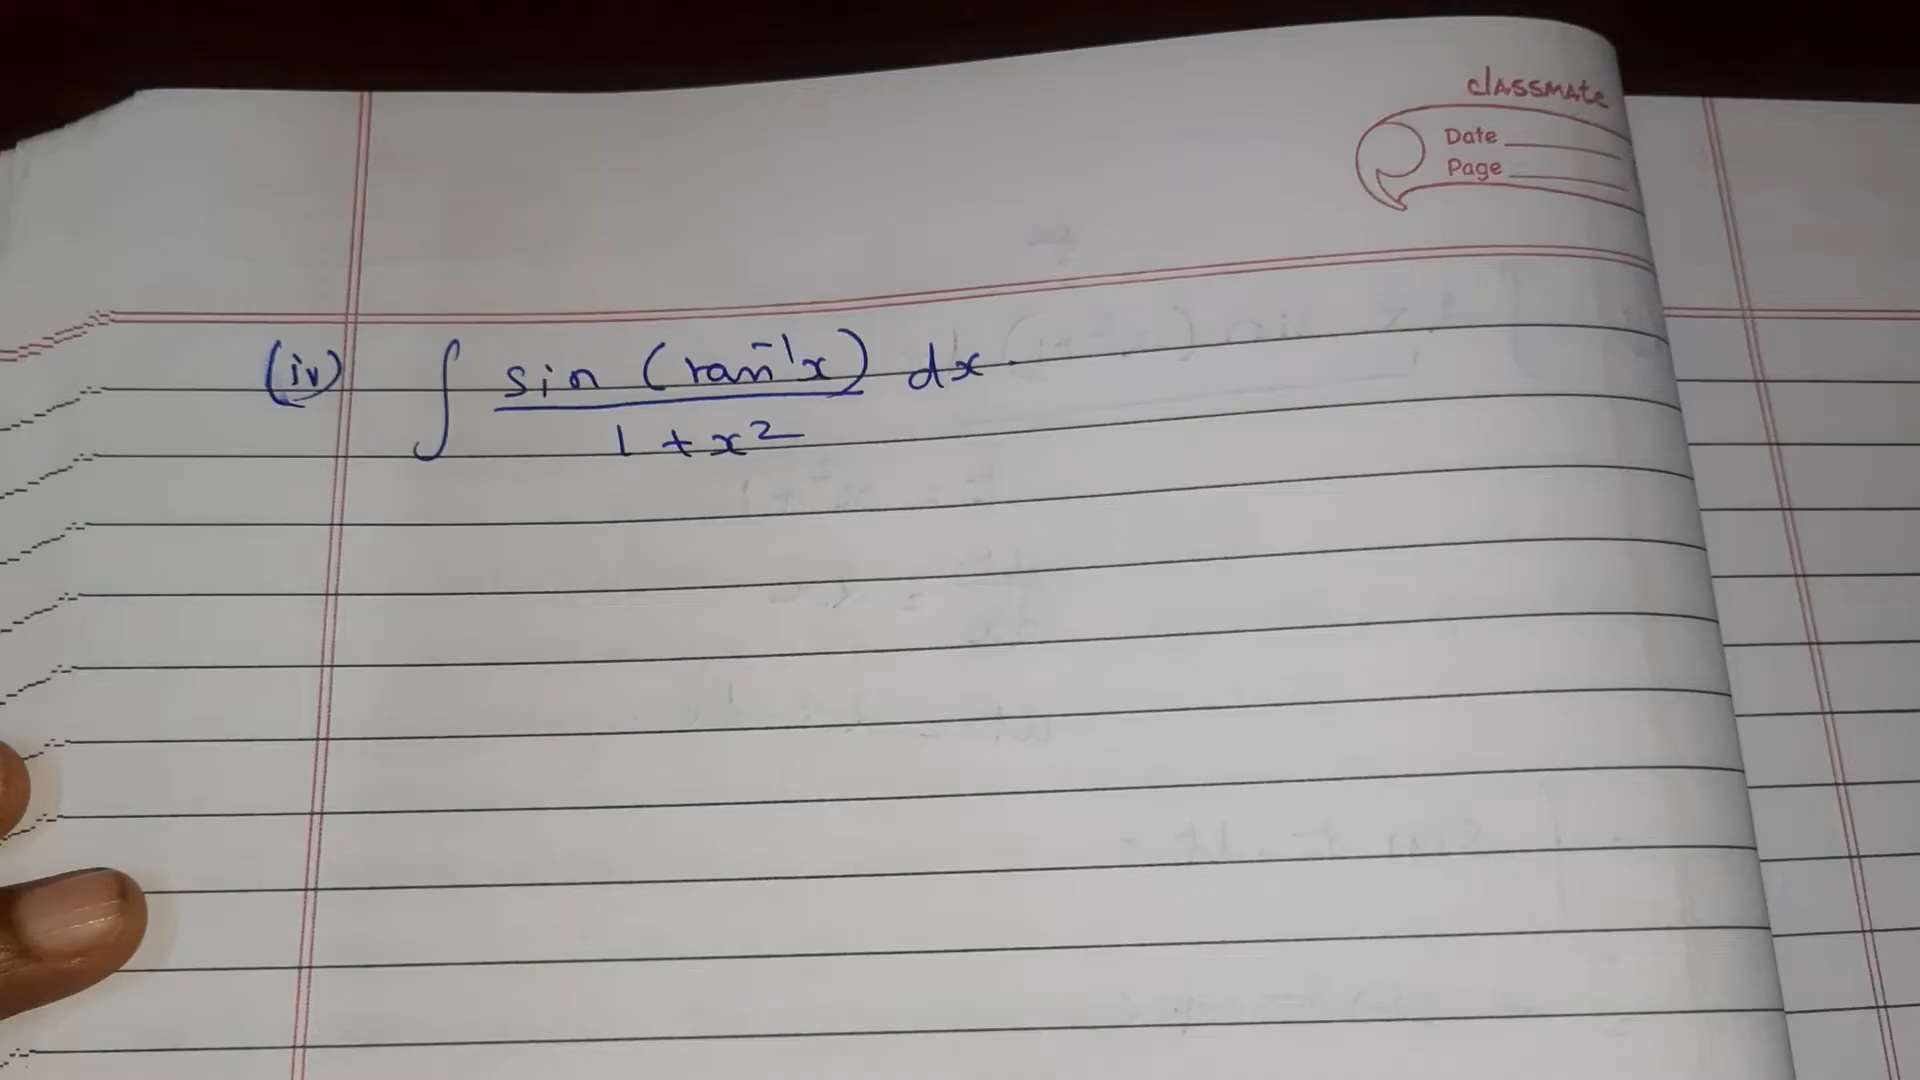 classmate
Date
Page
(iv) ∫ sin (tan⁻¹x) / 1 + x² dx